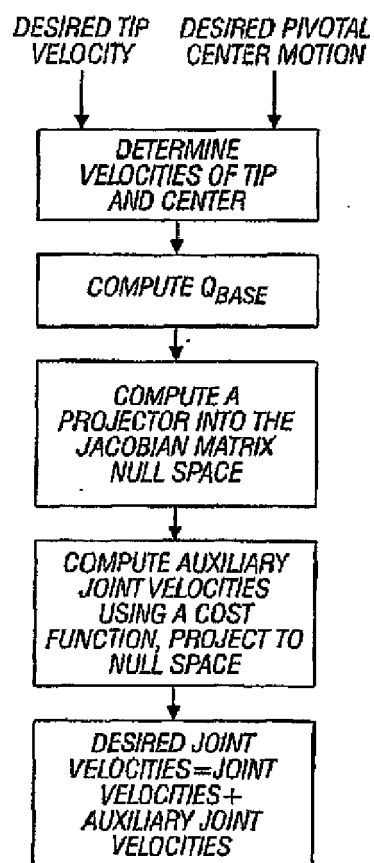 DESIRED TIP VELOCITY
DESIRED PIVOTAL CENTER MOTION
DETERMINE
VELOCITIES OF TIP
AND CENTER
COMPUTE QBASE
COMPUTE A
PROJECTOR INTO THE
JACOBIAN MATRIX
NULL SPACE
COMPUTE AUXILIARY
JOINT VELOCITIES
USING A COST
FUNCTION, PROJECT TO
NULL SPACE
DESIRED JOINT
VELOCITIES=JOINT
VELOCITIES+
AUXILIARY JOINT
VELOCITIES